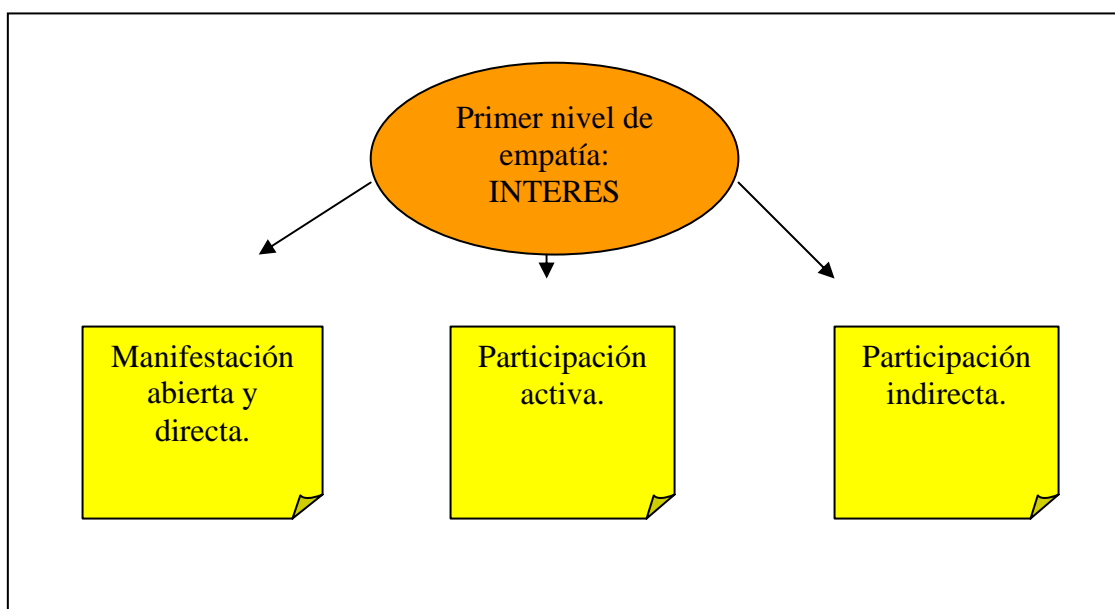 Primer nivel de
empatía:
INTERES
Manifestación
abierta y
directa.
Participación
activa.
Participación
indirecta.